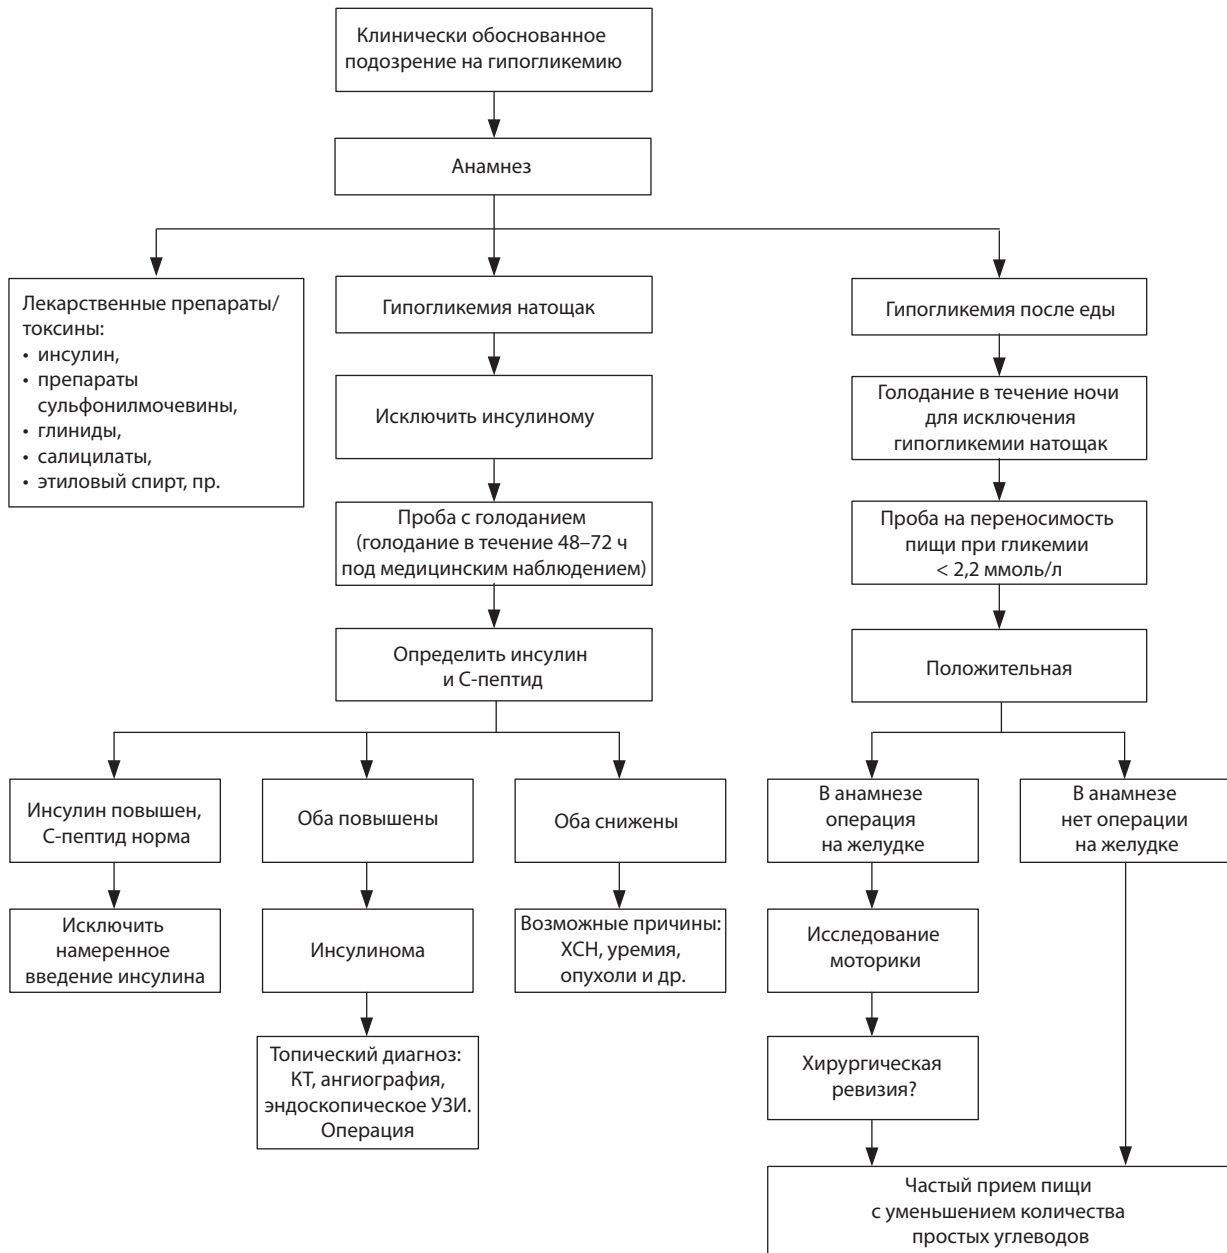 Клинически обоснованное
подозрение на гипогликемию
Анамнез
Лекарственные препараты/
токсины:
• инсулин,
• препараты
сульфонилмочевины,
• глиниды,
• салицилаты,
• этиловый спирт, пр.
Гипогликемия натощак
Гипогликемия после еды
Исключить инсулиному
Голодание в течение ночи
для исключения
гипогликемии натощак
Проба с голоданием
(голодание в течение 48–72 ч
под медицинским наблюдением)
Проба на переносимость
пищи при гликемии
< 2,2 ммоль/л
Определить инсулин
и С-пептид
Положительная
Инсулин повышен,
С-пептид норма
Оба повышены
Оба снижены
В анамнезе
операция
на желудке
В анамнезе
нет операции
на желудке
Исключить
намеренное
введение инсулина
Инсулинома
Возможные причины:
ХСН, уремия,
опухоли и др.
Исследование
моторики
Топический диагноз:
КТ, ангиография,
эндоскопическое УЗИ.
Операция
Хирургическая
ревизия?
Частый прием пищи
с уменьшением количества
простых углеводов